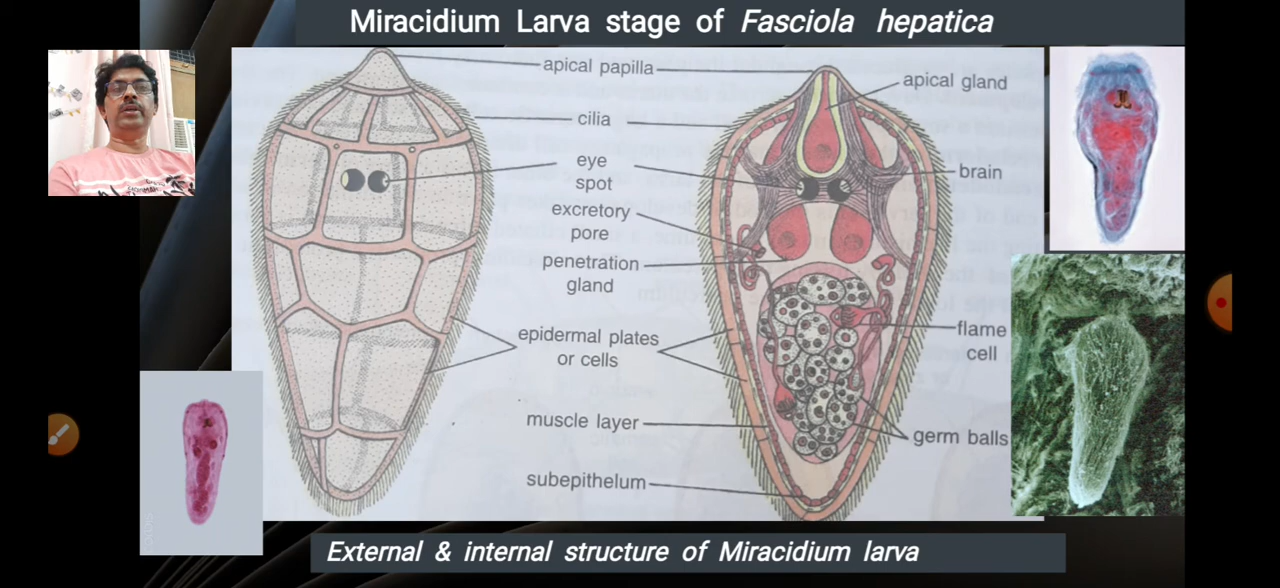 Miracidium Larva stage of Fasciola hepatica
apical papilla
apical gland
cilia
eye
spot
brain
excretory
pore
penetration
gland
epidermal plates
or cells
flame
cell
muscle layer
germ balls
subepithelum
External & internal structure of Miracidium larva